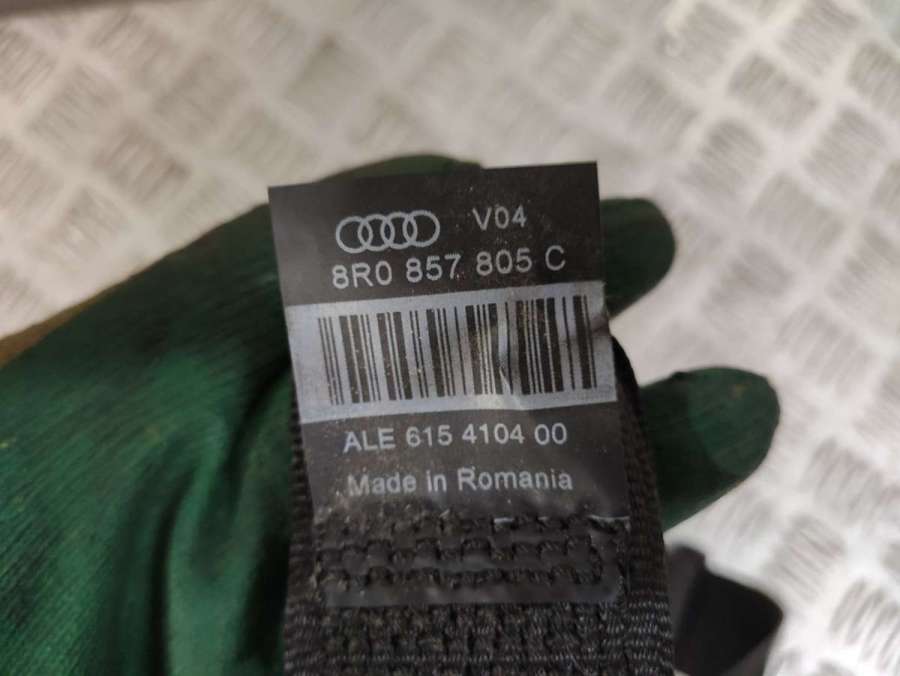 V04
8R0 857 805 C
ALE 615 4104 00
Made in Romania